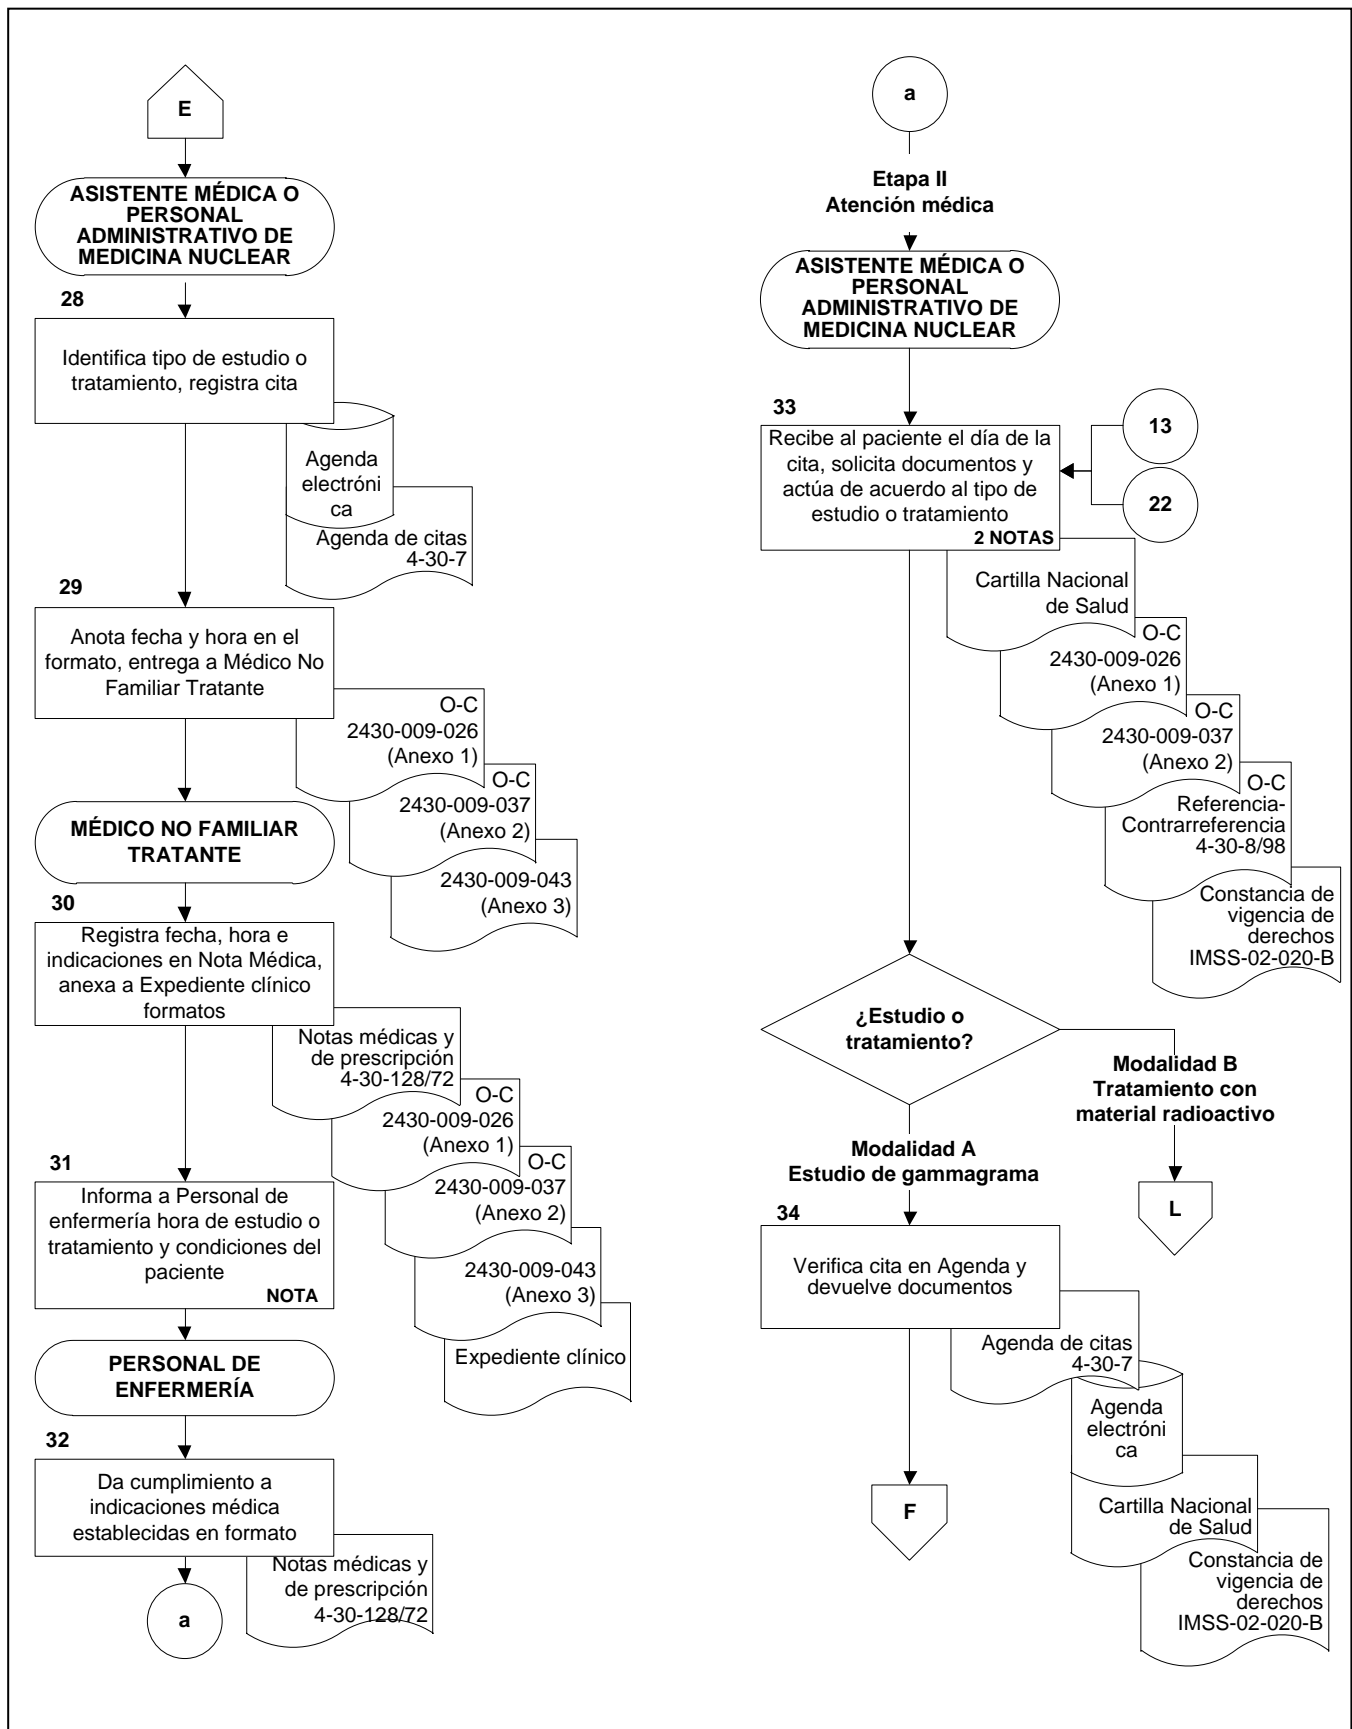 E
ASISTENTE MÉDICA O
PERSONAL
ADMINISTRATIVO DE
MEDICINA NUCLEAR
28
Identifica tipo de estudio o
tratamiento, registra cita
Agenda
electróni
ca
Agenda de citas
4-30-7
29
Anota fecha y hora en el
formato, entrega a Médico No
Familiar Tratante
O-C
2430-009-026
(Anexo 1)
O-C
2430-009-037
(Anexo 2)
2430-009-043
(Anexo 3)
MÉDICO NO FAMILIAR
TRATANTE
30
Registra fecha, hora e
indicaciones en Nota Médica,
anexa a Expediente clínico
formatos
Notas médicas y
de prescripción
4-30-128/72
O-C
2430-009-026
(Anexo 1)
O-C
2430-009-037
(Anexo 2)
2430-009-043
(Anexo 3)
Expediente clínico
31
Informa a Personal de
enfermería hora de estudio o
tratamiento y condiciones del
paciente
NOTA
PERSONAL DE
ENFERMERÍA
32
Da cumplimiento a
indicaciones médica
establecidas en formato
Notas médicas y
de prescripción
4-30-128/72
a
a
Etapa II
Atención médica
ASISTENTE MÉDICA O
PERSONAL
ADMINISTRATIVO DE
MEDICINA NUCLEAR
33
Recibe al paciente el día de la
cita, solicita documentos y
actúa de acuerdo al tipo de
estudio o tratamiento
2 NOTAS
13
22
Cartilla Nacional
de Salud
O-C
2430-009-026
(Anexo 1)
O-C
2430-009-037
(Anexo 2)
O-C
Referencia-
Contrarreferencia
4-30-8/98
Constancia de
vigencia de
derechos
IMSS-02-020-B
¿Estudio o
tratamiento?
Modalidad B
Tratamiento con
material radioactivo
L
Modalidad A
Estudio de gammagrama
34
Verifica cita en Agenda y
devuelve documentos
Agenda de citas
4-30-7
Agenda
electróni
ca
Cartilla Nacional
de Salud
Constancia de
vigencia de
derechos
IMSS-02-020-B
F